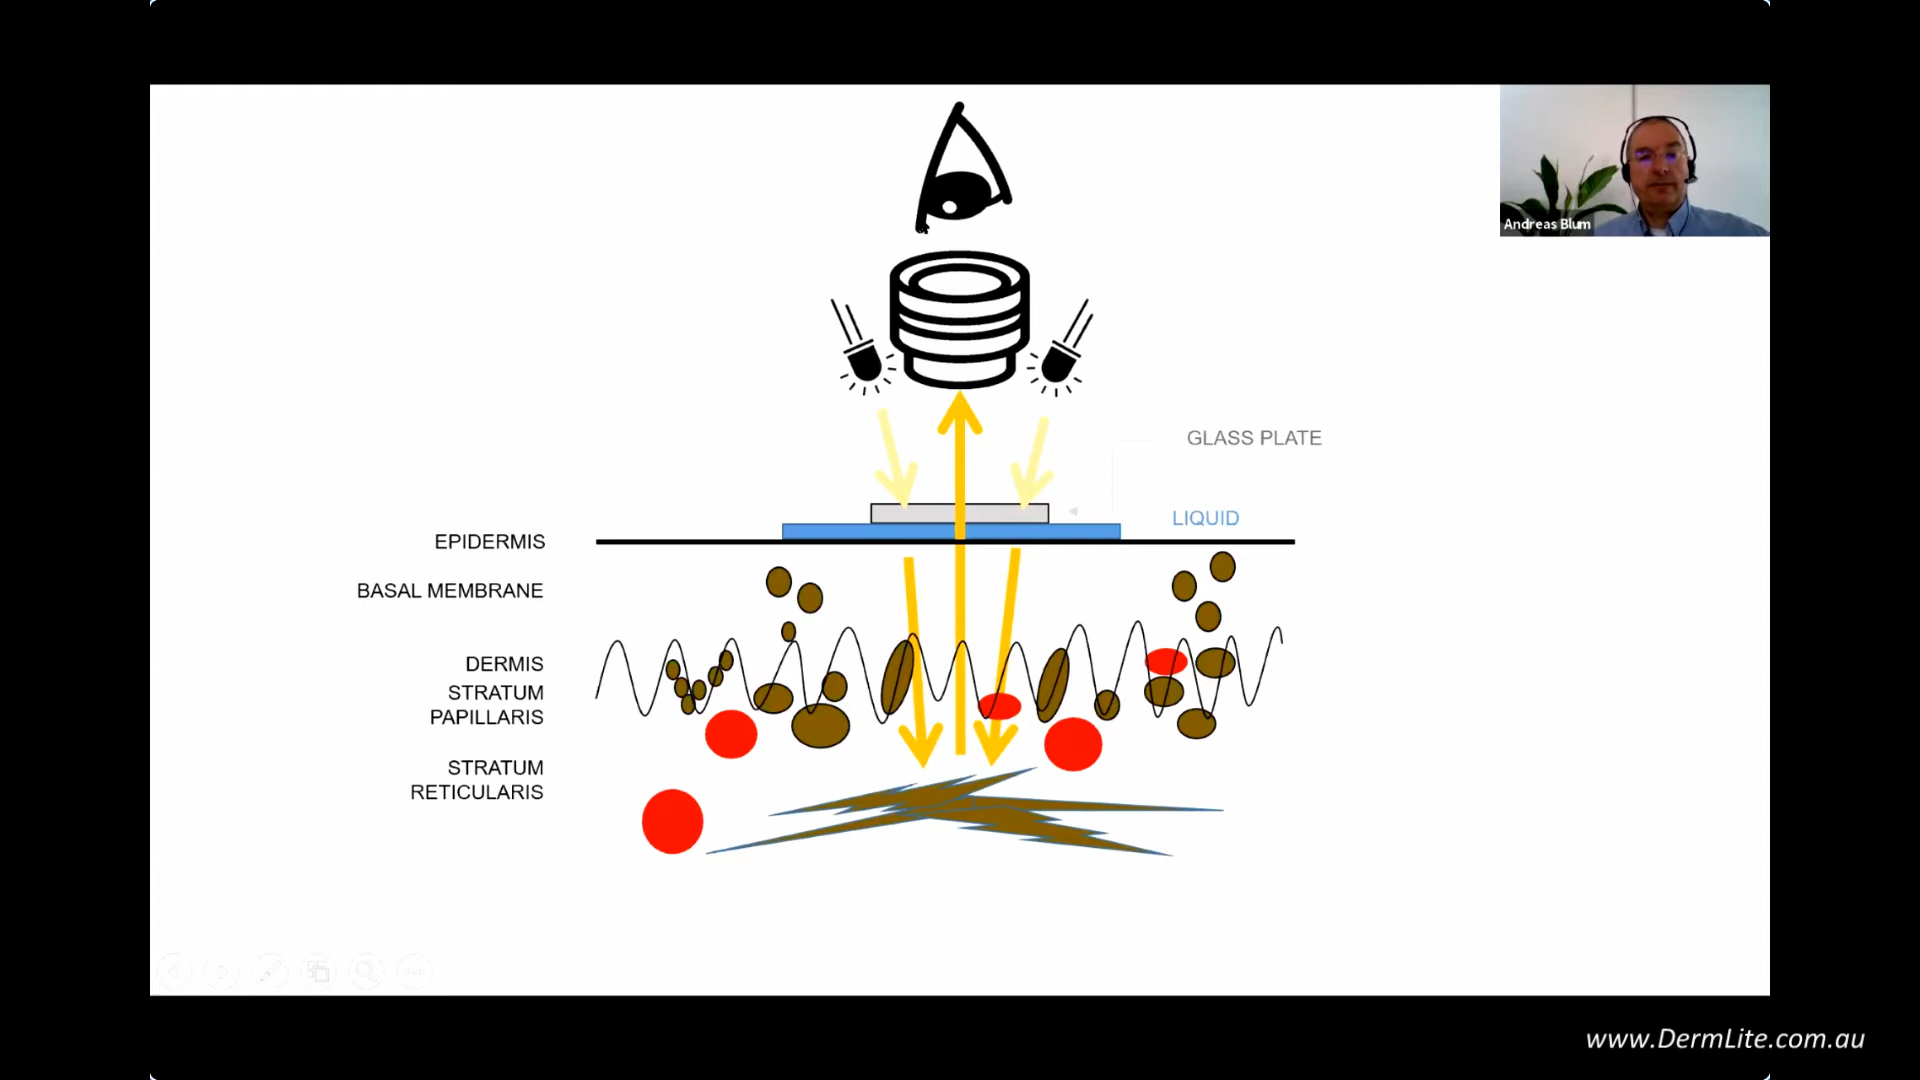 Andreas Blum
GLASS PLATE
LIQUID
EPIDERMIS
BASAL MEMBRANE
DERMIS
STRATUM
PAPILLARIS
STRATUM
RETICULARIS
www.DermLite.com.au